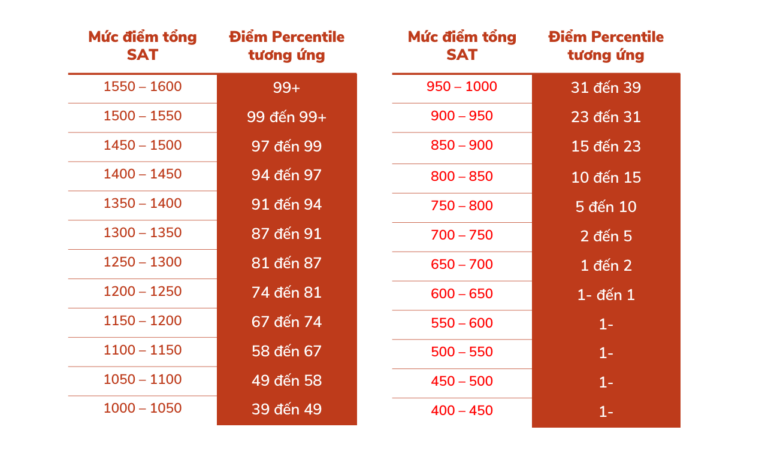 Mức điểm tổng SAT Điểm Percentile tương ứng
1550 – 1600 99+
1500 – 1550 99 đến 99+
1450 – 1500 97 đến 99
1400 – 1450 94 đến 97
1350 – 1400 91 đến 94
1300 – 1350 87 đến 91
1250 – 1300 81 đến 87
1200 – 1250 74 đến 81
1150 – 1200 67 đến 74
1100 – 1150 58 đến 67
1050 – 1100 49 đến 58
1000 – 1050 39 đến 49
Mức điểm tổng SAT Điểm Percentile tương ứng
950 – 1000 31 đến 39
900 – 950 23 đến 31
850 – 900 15 đến 23
800 – 850 10 đến 15
750 – 800 5 đến 10
700 – 750 2 đến 5
650 – 700 1 đến 2
600 – 650 1- đến 1
550 – 600 1-
500 – 550 1-
450 – 500 1-
400 – 450 1-